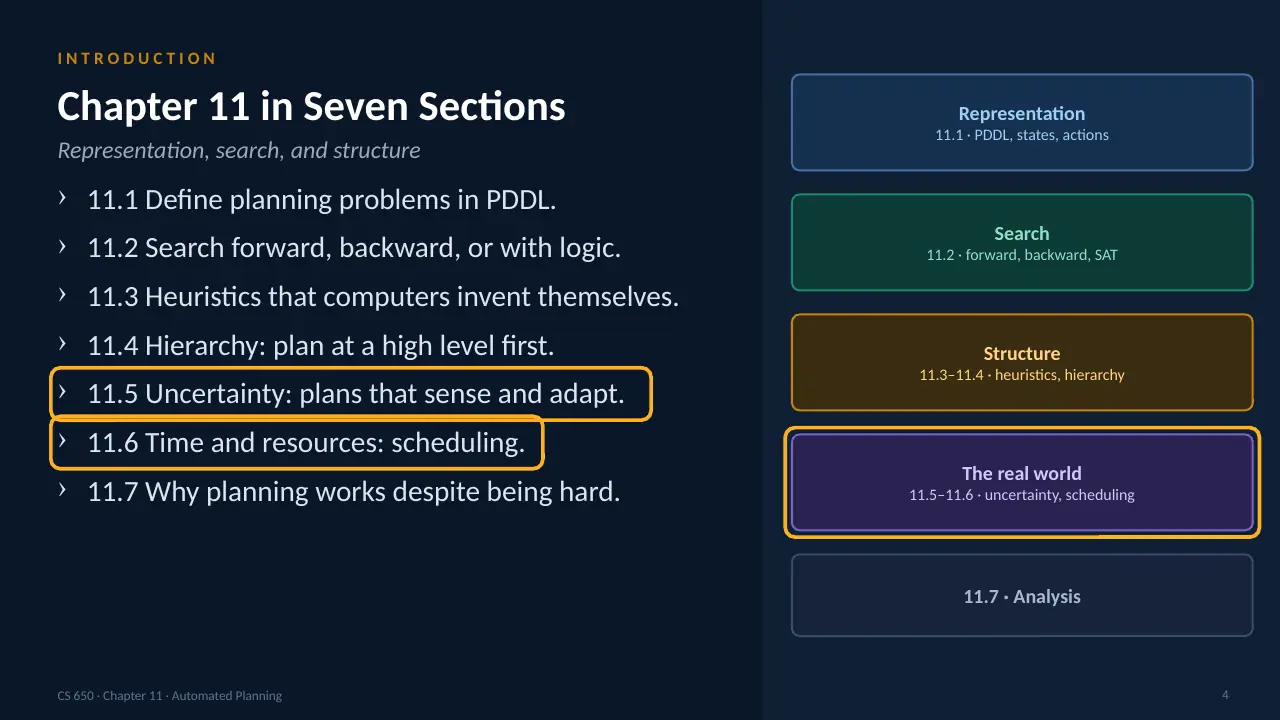 INTRODUCTION
Chapter 11 in Seven Sections
Representation, search, and structure
› 11.1 Define planning problems in PDDL.
› 11.2 Search forward, backward, or with logic.
› 11.3 Heuristics that computers invent themselves.
› 11.4 Hierarchy: plan at a high level first.
› 11.5 Uncertainty: plans that sense and adapt.
› 11.6 Time and resources: scheduling.
› 11.7 Why planning works despite being hard.
Representation
11.1 · PDDL, states, actions
Search
11.2 · forward, backward, SAT
Structure
11.3–11.4 · heuristics, hierarchy
The real world
11.5–11.6 · uncertainty, scheduling
11.7 · Analysis
CS 650 · Chapter 11 · Automated Planning
4